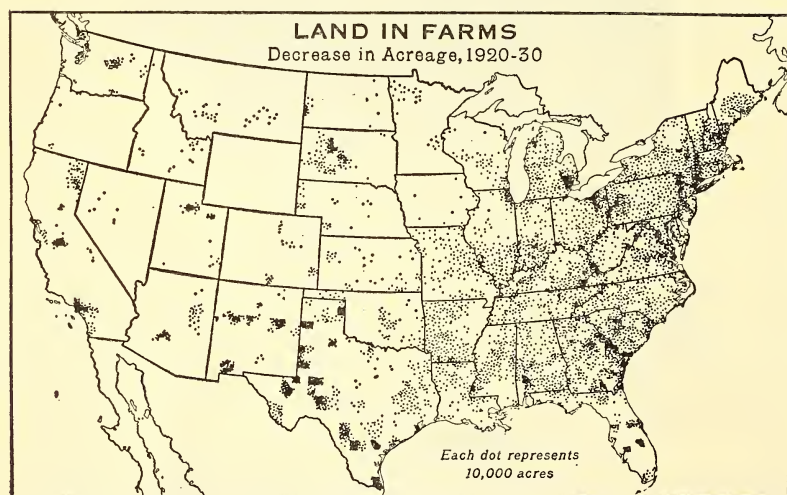 LAND IN FARMS
Decrease in Acreage, 1920-30
Each dot represents
10,000 acres